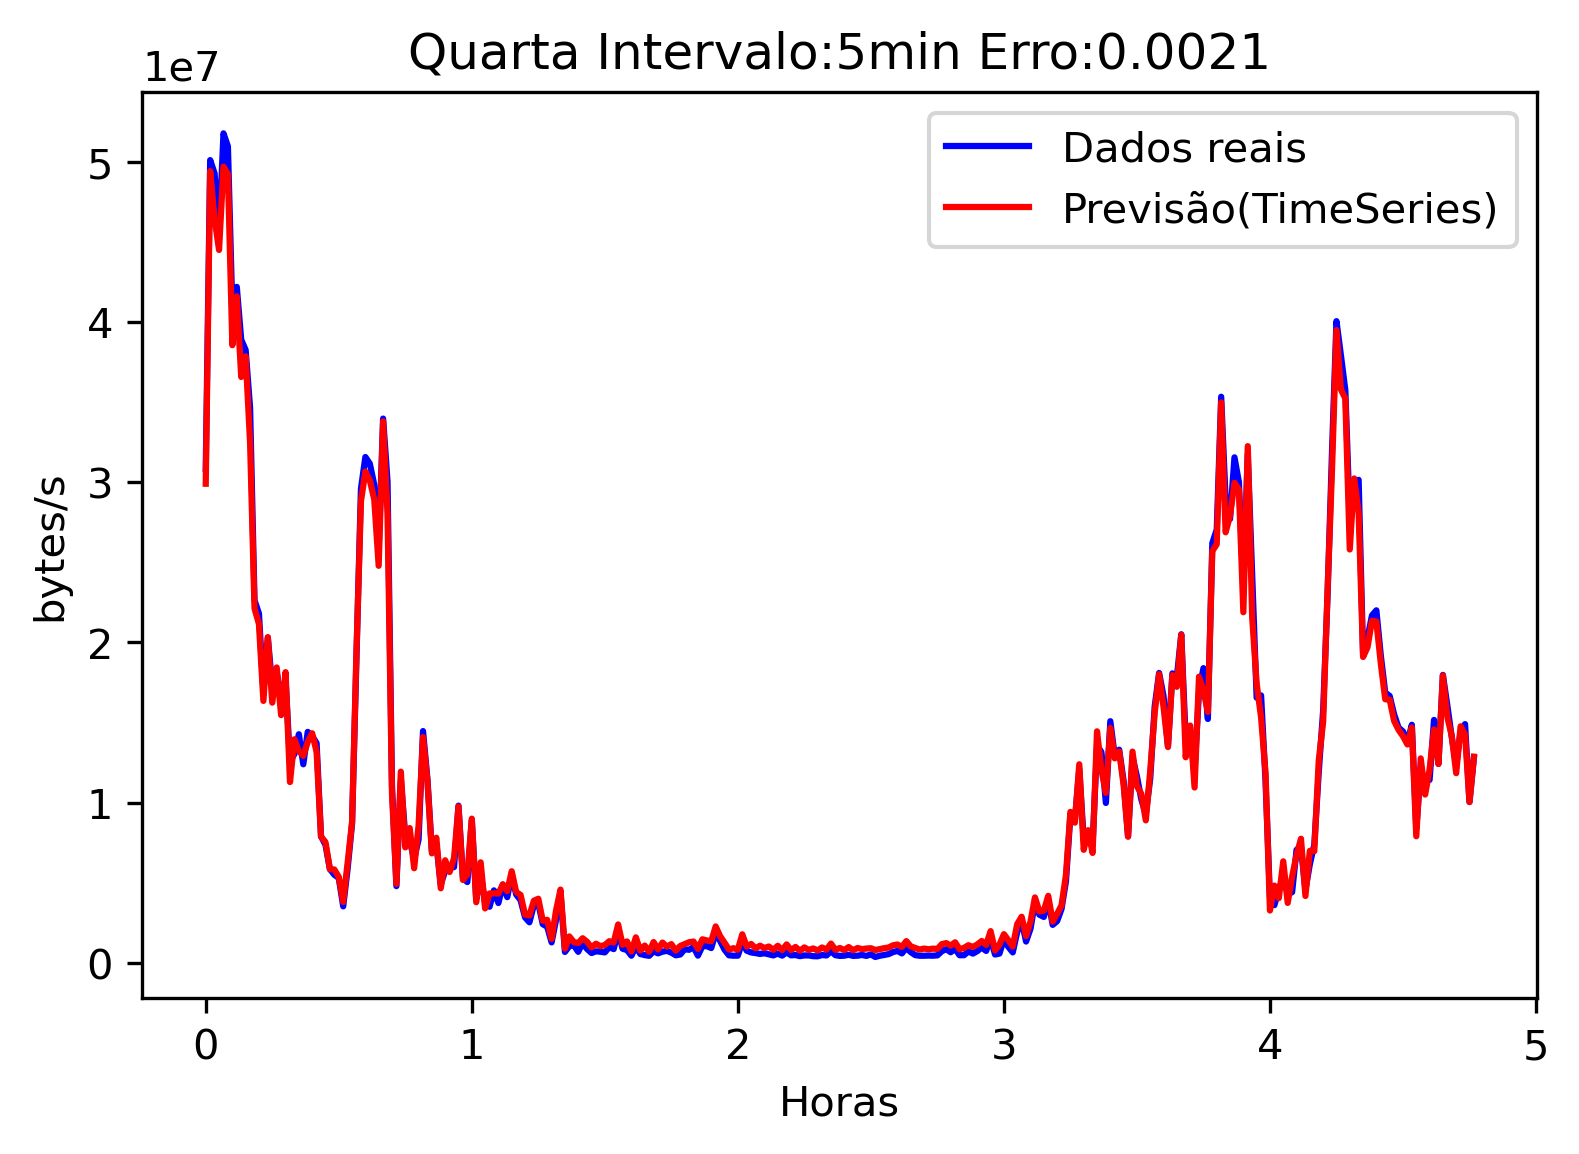 Quarta Intervalo:5min Erro:0.0021
1e7
Dados reais
Previsão(TimeSeries)
5
4
3
2
1
0
bytes/s
0 1 2 3 4 5
Horas